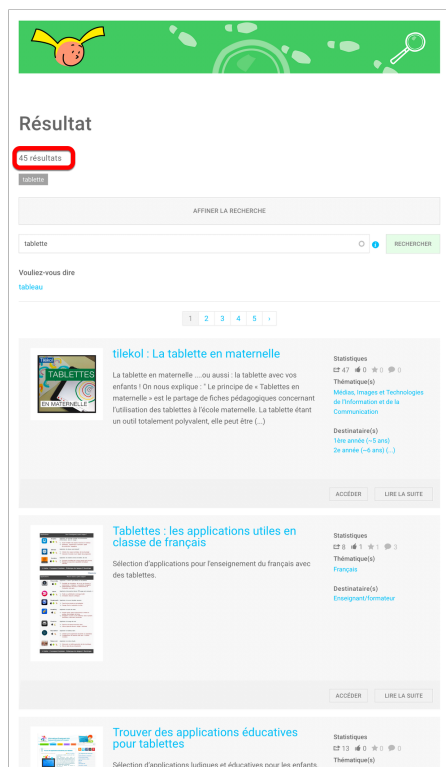 Résultat
45 résultats
tablette
AFFINER LA RECHERCHE
tablette
RECHERCHER
Vouliez-vous dire
tableau
1 2 3 4 5 ›
tilekol
TABLETTES
EN MATERNELLE
tilekol : La tablette en maternelle
La tablette en maternelle ....ou aussi : la tablette avec vos
enfants ! On nous explique : " Le principe de « Tablettes en
maternelle » est le partage de fiches pédagogiques concernant
l'utilisation des tablettes à l'école maternelle. La tablette étant
un outil totalement polyvalent, elle peut être (...)
Statistiques
47 0 0 0
Thématique(s)
Médias, Images et Technologies
de l'Information et de la
Communication
Destinataire(s)
1ère année (~5 ans)
2e année (~6 ans) (...)
ACCÉDER LIRE LA SUITE
Tablettes : les applications utiles en
classe de français
Sélection d'applications pour l'enseignement du français avec
des tablettes.
Statistiques
8 1 1 3
Thématique(s)
Français
Destinataire(s)
Enseignant/formateur
ACCÉDER LIRE LA SUITE
Trouver des applications éducatives
pour tablettes
Sélection d'applications ludiques et éducatives pour les enfants.
Statistiques
13 0 0 0
Thématique(s)